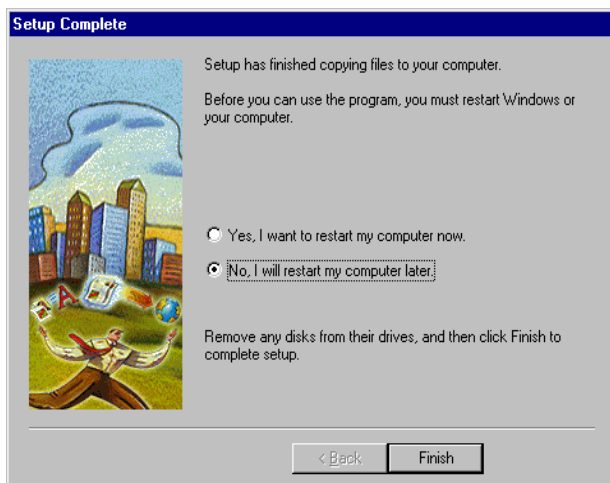 Setup Complete
Setup has finished copying files to your computer.
Before you can use the program, you must restart Windows or
your computer.
Yes, I want to restart my computer now.
No, I will restart my computer later.
A
Remove any disks from their drives, and then click Finish to
complete setup.
< Back
Finish